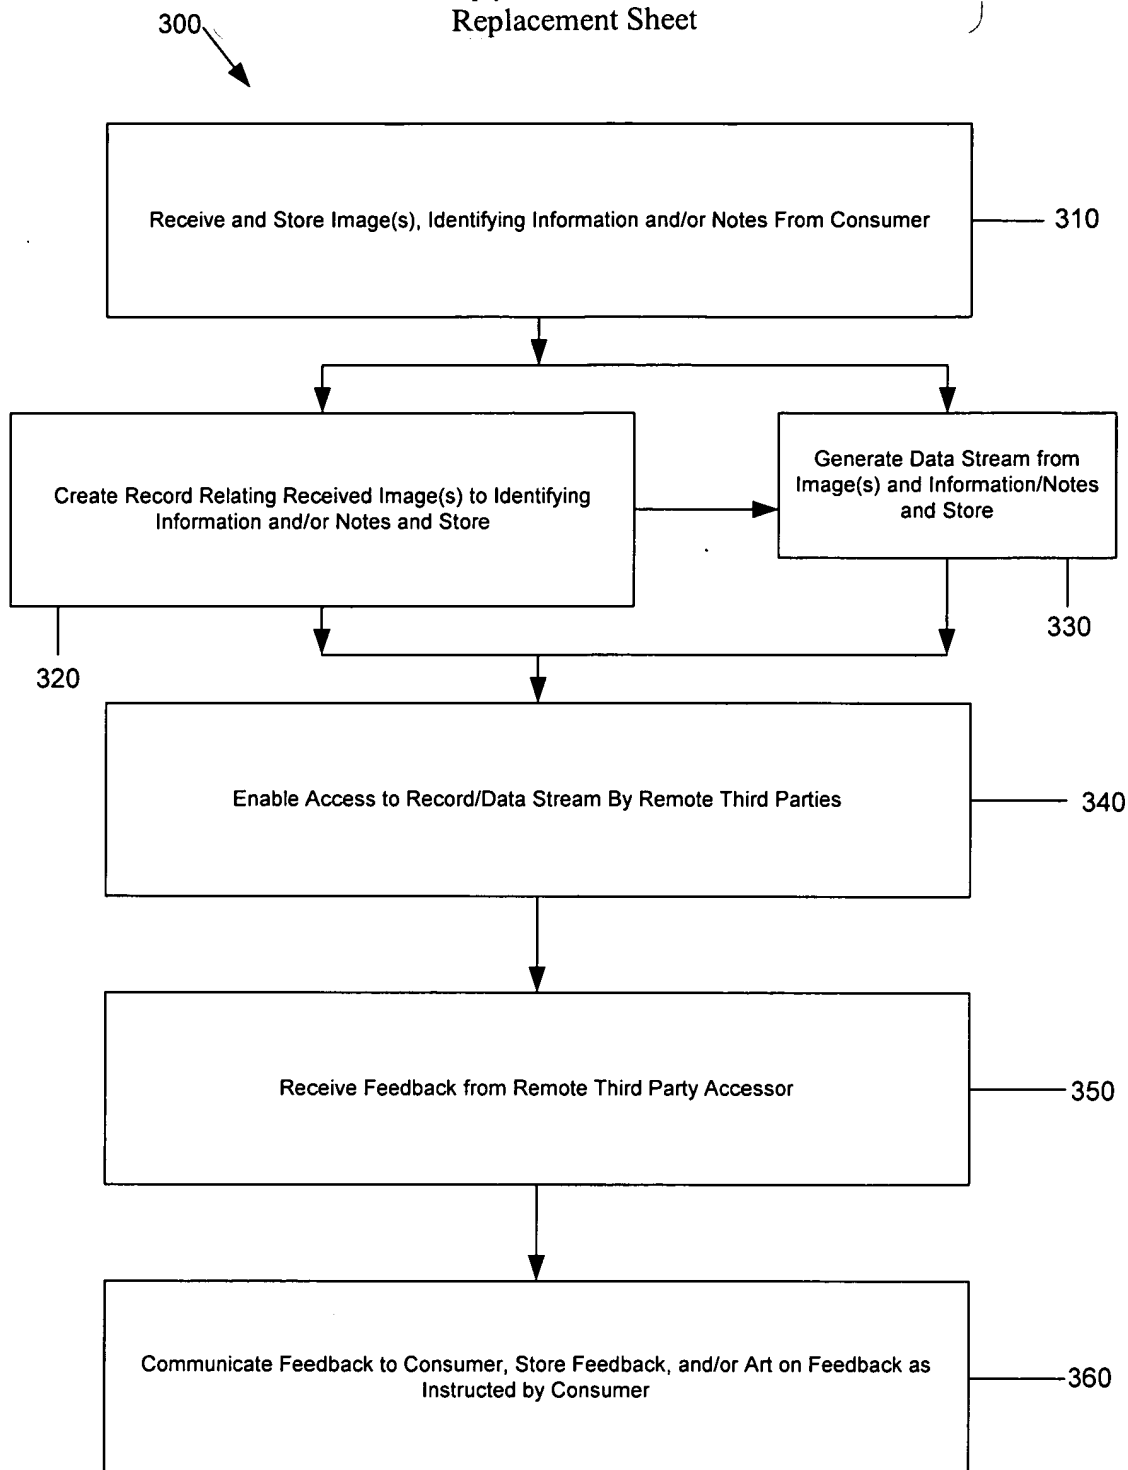 Replacement Sheet
300
Receive and Store Image(s), Identifying Information and/or Notes From Consumer
310
Create Record Relating Received Image(s) to Identifying
Information and/or Notes and Store
320
Generate Data Stream from
Image(s) and Information/Notes
and Store
330
Enable Access to Record/Data Stream By Remote Third Parties
340
Receive Feedback from Remote Third Party Accessor
350
Communicate Feedback to Consumer, Store Feedback, and/or Art on Feedback as
Instructed by Consumer
360